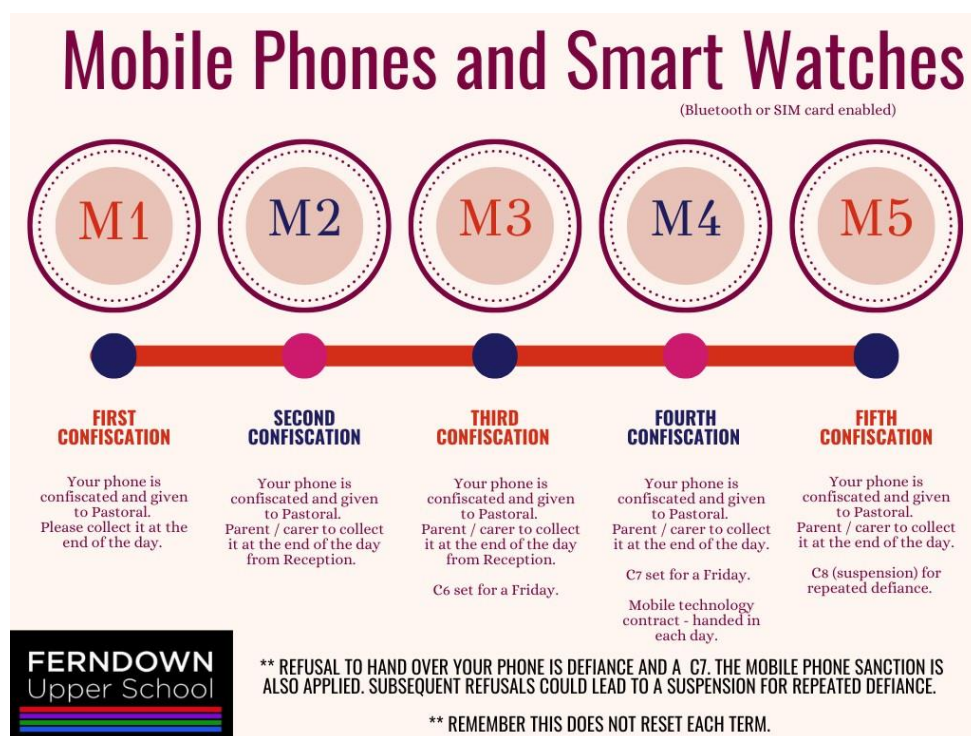 Mobile Phones and Smart Watches
(Bluetooth or SIM card enabled)
M1
M2
M3
M4
M5
FIRST
CONFISCATION
Your phone is
confiscated and given
to Pastoral.
Please collect it at the
end of the day.
SECOND
CONFISCATION
Your phone is
confiscated and given
to Pastoral.
Parent / carer to collect
it at the end of the day
from Reception.
THIRD
CONFISCATION
Your phone is
confiscated and given
to Pastoral.
Parent / carer to collect
it at the end of the day
from Reception.
C6 set for a Friday.
FOURTH
CONFISCATION
Your phone is
confiscated and given
to Pastoral.
Parent / carer to collect
it at the end of the day.
C7 set for a Friday.
Mobile technology
contract - handed in
each day.
FIFTH
CONFISCATION
Your phone is
confiscated and given
to Pastoral.
Parent / carer to collect
it at the end of the day.
C8 (suspension) for
repeated defiance.
FERNDOWN
Upper School
** REFUSAL TO HAND OVER YOUR PHONE IS DEFIANCE AND A C7. THE MOBILE PHONE SANCTION IS
ALSO APPLIED. SUBSEQUENT REFUSALS COULD LEAD TO A SUSPENSION FOR REPEATED DEFIANCE.
** REMEMBER THIS DOES NOT RESET EACH TERM.